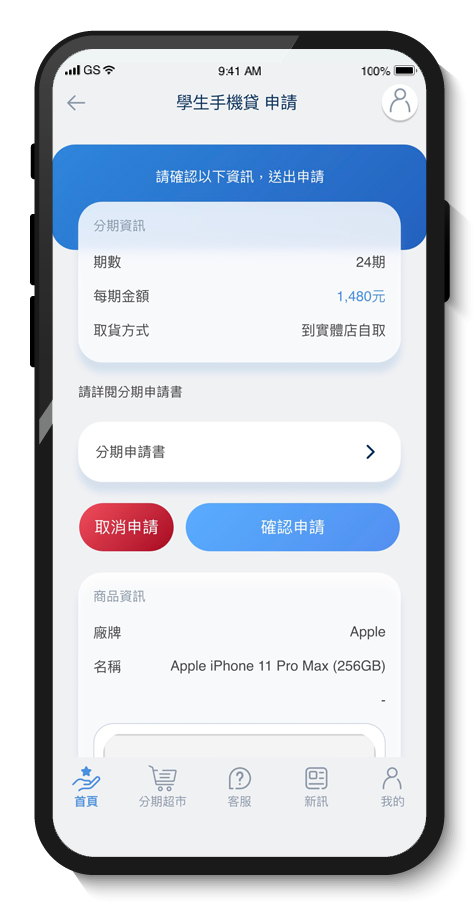 GS 9:41 AM 100%
學生手機貸 申請
請確認以下資訊，送出申請
分期資訊
期數 24期
每期金額 1,480元
取貨方式 到實體店自取
請詳閱分期申請書
分期申請書
取消申請 確認申請
商品資訊
廠牌 Apple
名稱 Apple iPhone 11 Pro Max (256GB)
-
首頁 分期超市 客服 新訊 我的